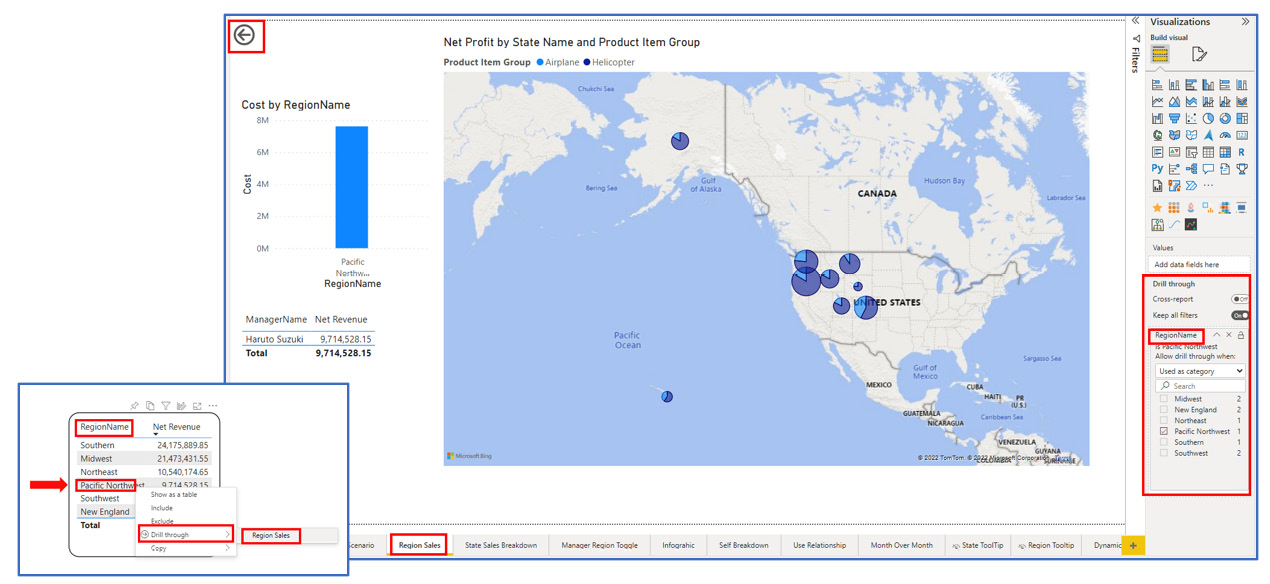 Net Profit by State Name and Product Item Group
Product Item Group Airplane Helicopter
Cost by RegionName
8M
6M
4M
2M
0M
Cost
Pacific
Northw...
RegionName
ManagerName Net Revenue
Haruto Suzuki 9,714,528.15
Total 9,714,528.15
Chukchi Sea
Bering Sea
Gulf
of Alaska
CANADA
Hudson Bay
Labrador Sea
UNITED STATES
Pacific
Ocean
Sargasso Sea
Gulf of
Mexico
MEXICO
CUBA
HAITI
PR
(U.S.)
GUATEMALA
Caribbean Sea
NICARAGUA
VENEZUELA
GUYANA
COLOMBIA
SURINAME
Microsoft Bing
© 2022 TomTom, © 2022 Microsoft Corporation Terms
Filters
Visualizations
Build visual
R
Py
Values
Add data fields here
Drill through
Cross-report Off
Keep all filters On
RegionName
is Pacific Northwest
Allow drill through when:
Used as category
Search
Midwest 2
New England 2
Northeast 1
Pacific Northwest 1
Southern 1
Southwest 2
RegionName Net Revenue
Southern 24,175,889.85
Midwest 21,473,431.55
Northeast 10,540,174.65
Pacific Northwest 9,714,528.15
Southwest
New England
Total
Show as a table
Include
Exclude
Drill through
Copy
Region Sales
cenario
Region Sales
State Sales Breakdown
Manager Region Toggle
Infograhic
Self Breakdown
Use Relationship
Month Over Month
State ToolTip
Region Tooltip
Dynamic
+